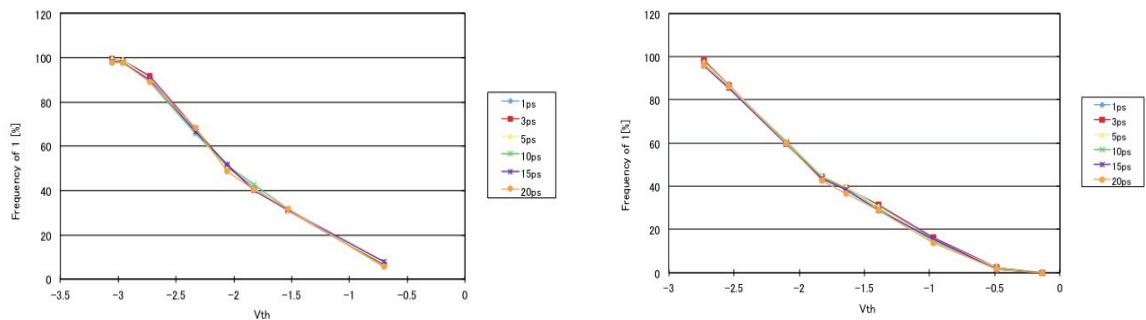 120
100
80
60
40
20
0
Frequency of 1 [%]
-3.5 -3 -2.5 -2 -1.5 -1 -0.5 0
Vth
1ps
3ps
5ps
10ps
15ps
20ps
120
100
80
60
40
20
0
Frequency of 1[%]
-3 -2.5 -2 -1.5 -1 -0.5 0
Vth
1ps
3ps
5ps
10ps
15ps
20ps